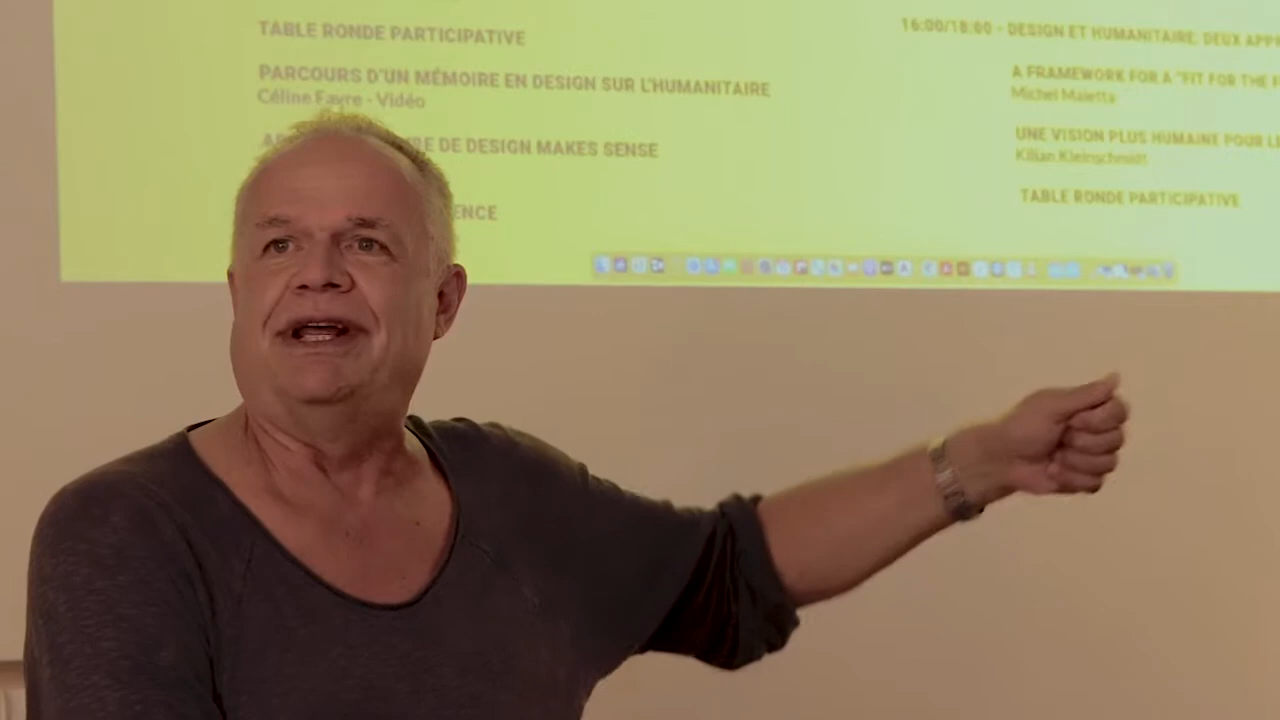 TABLE RONDE PARTICIPATIVE
PARCOURS D'UN MÉMOIRE EN DESIGN SUR L'HUMANITAIRE
Céline Favre - Vidéo
DE DESIGN MAKES SENSE
16:00/18:00 - DESIGN ET HUMANITAIRE, DEUX
A FRAMEWORK FOR A "FIT FOR THE
Michel Maietta
UNE VISION PLUS HUMAINE POUR
Kilian Kleinschmidt
TABLE RONDE PARTICIPATIVE